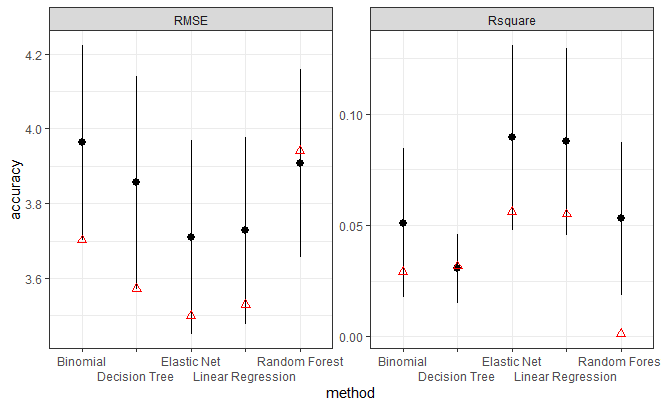 RMSE
Rsquare
4.2
4.0
3.8
3.6
accuracy
0.10
0.05
0.00
Binomial
Elastic Net
Random Forest
Decision Tree
Linear Regression
Binomial
Elastic Net
Random Fores
Decision Tree
Linear Regression
method